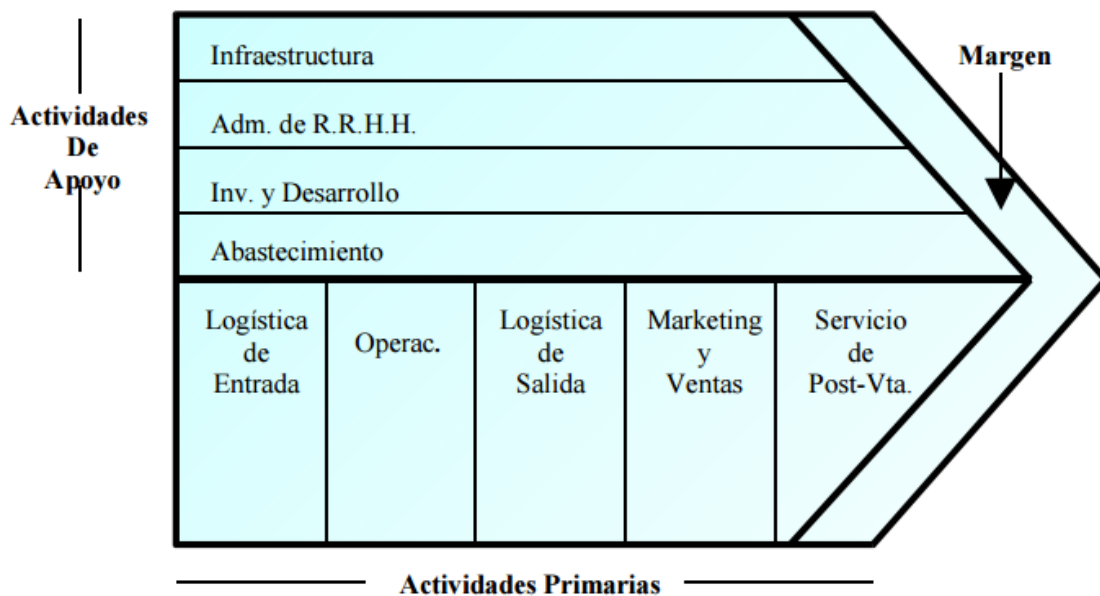 Actividades
De
Apoyo
Infraestructura
Adm. de R.R.H.H.
Inv. y Desarrollo
Abastecimiento
Margen
Logística
de
Entrada
Operac.
Logística
de
Salida
Marketing
y
Ventas
Servicio
de
Post-Vta.
Actividades Primarias